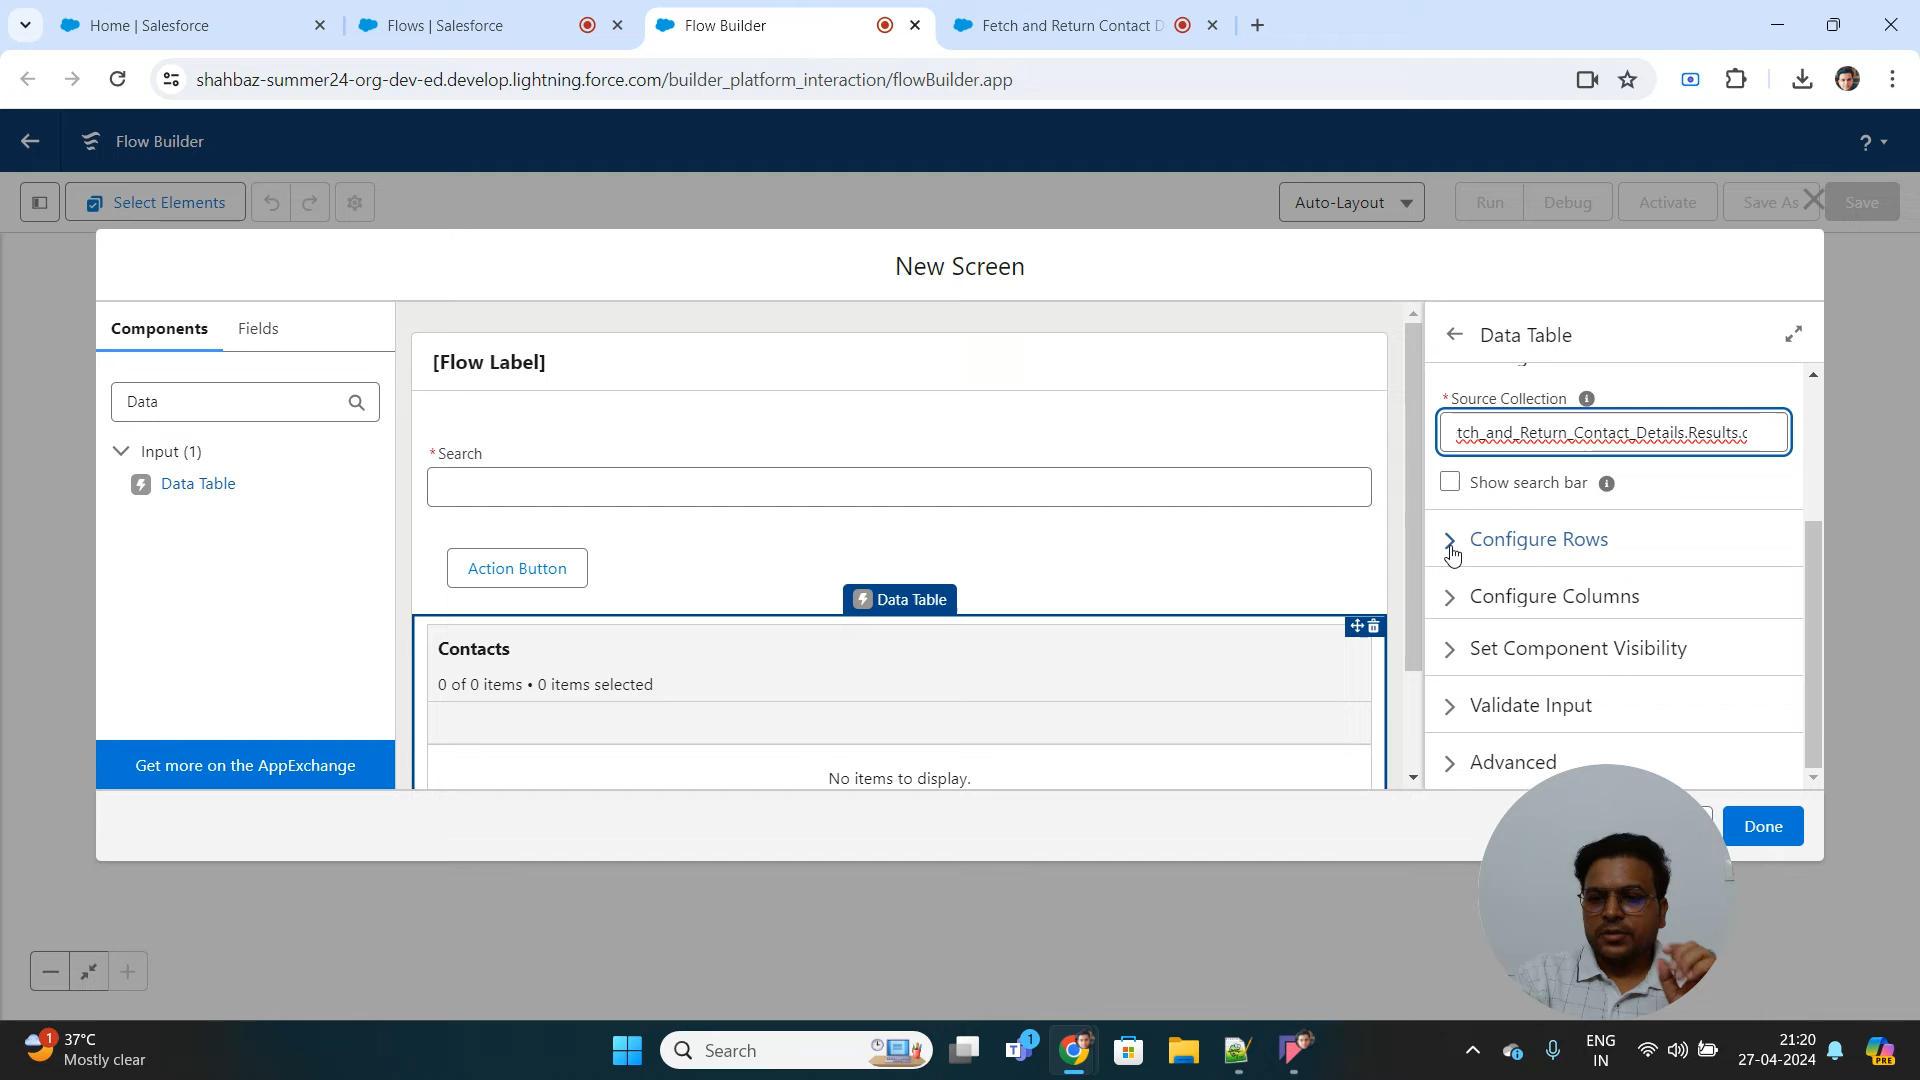 Home | Salesforce
Flows | Salesforce
Flow Builder
Fetch and Return Contact D
shahbaz-summer24-org-dev-ed.develop.lightning.force.com/builder_platform_interaction/flowBuilder.app
Flow Builder
?
Select Elements
Auto-Layout
Run
Debug
Activate
Save As
Save
New Screen
Components
Fields
Data
Input (1)
Data Table
Get more on the AppExchange
[Flow Label]
*Search
Action Button
Data Table
Contacts
0 of 0 items • 0 items selected
No items to display.
Data Table
*Source Collection
tch_and_Return_Contact_Details.Results.c
Show search bar
Configure Rows
Configure Columns
Set Component Visibility
Validate Input
Advanced
Done
1
37°C
Mostly clear
Search
1
ENG
IN
21:20
27-04-2024
PRE